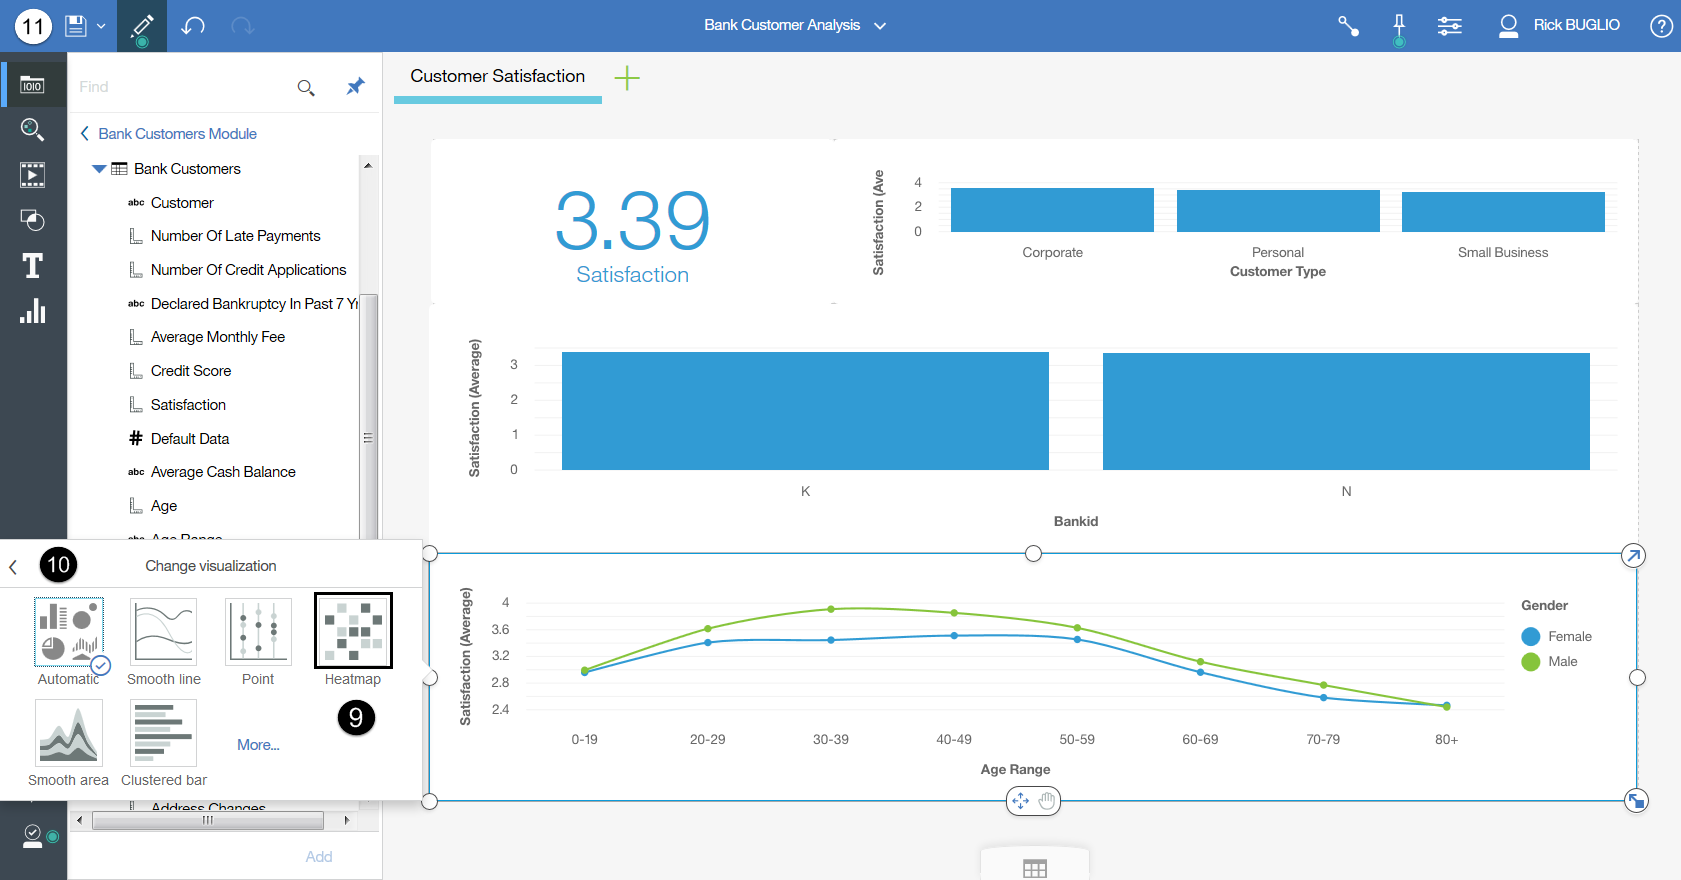 11
Bank Customer Analysis
Rick BUGLIO
?
Find
Customer Satisfaction
Bank Customers Module
Bank Customers
abc Customer
Number Of Late Payments
Number Of Credit Applications
abc Declared Bankruptcy In Past 7 Yr
Average Monthly Fee
Credit Score
Satisfaction
# Default Data
abc Average Cash Balance
Age
abc Age Range
10
Change visualization
Automatic
Smooth line
Point
Heatmap
9
Smooth area
Clustered bar
More...
Address Changes
Add
IOIO
T
3.39
Satisfaction
Satisfaction (Ave
4
2
0
Corporate
Personal
Small Business
Customer Type
Satisfaction (Average)
3
2
1
0
K
N
Bankid
Satisfaction (Average)
4
3.6
3.2
2.8
2.4
0-19
20-29
30-39
40-49
50-59
60-69
70-79
80+
Age Range
Gender
Female
Male